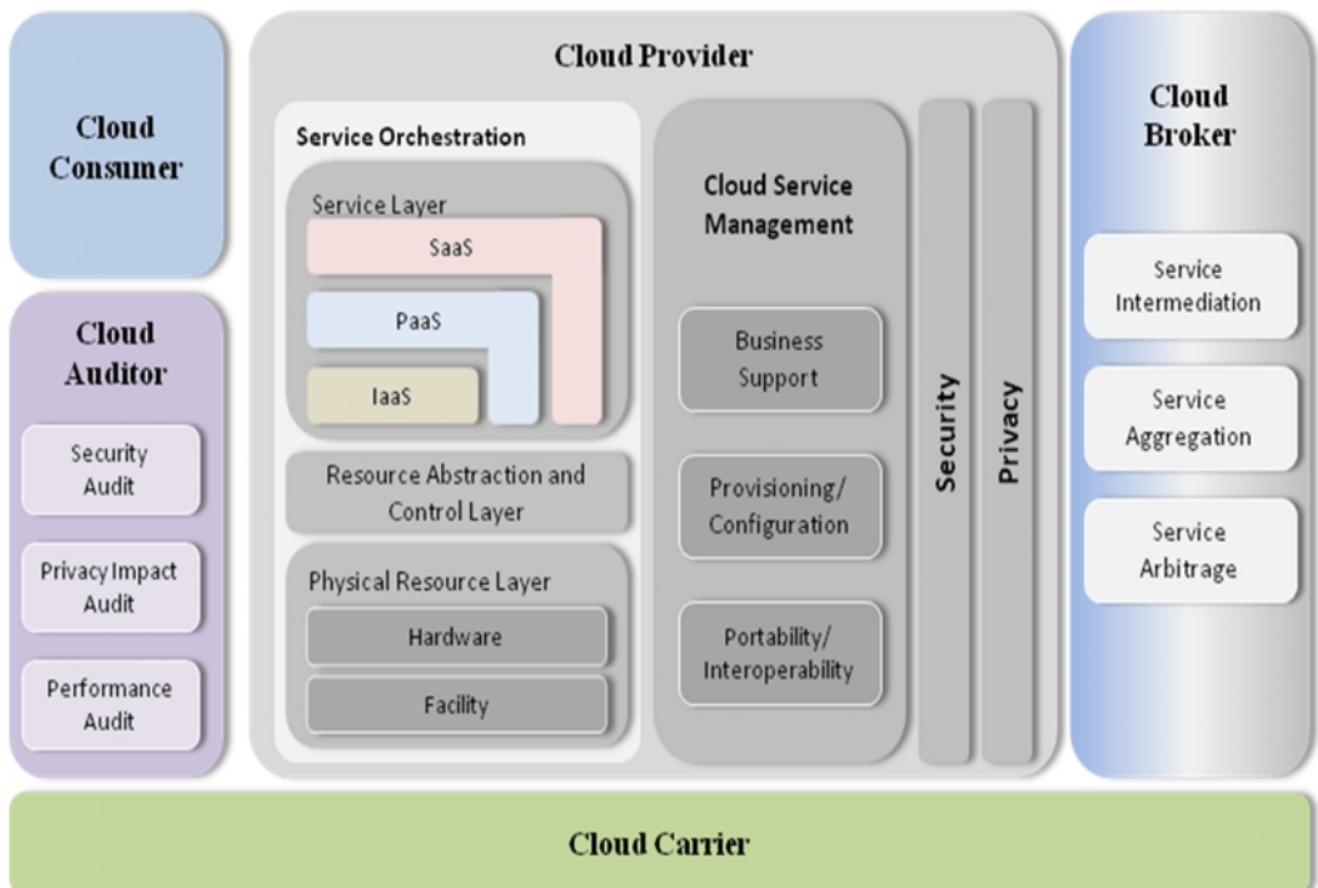 Cloud
Consumer
Cloud
Auditor
Security
Audit
Privacy Impact
Audit
Performance
Audit
Cloud Provider
Service Orchestration
Service Layer
SaaS
PaaS
IaaS
Resource Abstraction and
Control Layer
Physical Resource Layer
Hardware
Facility
Cloud Service
Management
Business
Support
Provisioning/
Configuration
Portability/
Interoperability
Security
Privacy
Cloud
Broker
Service
Intermediation
Service
Aggregation
Service
Arbitrage
Cloud Carrier